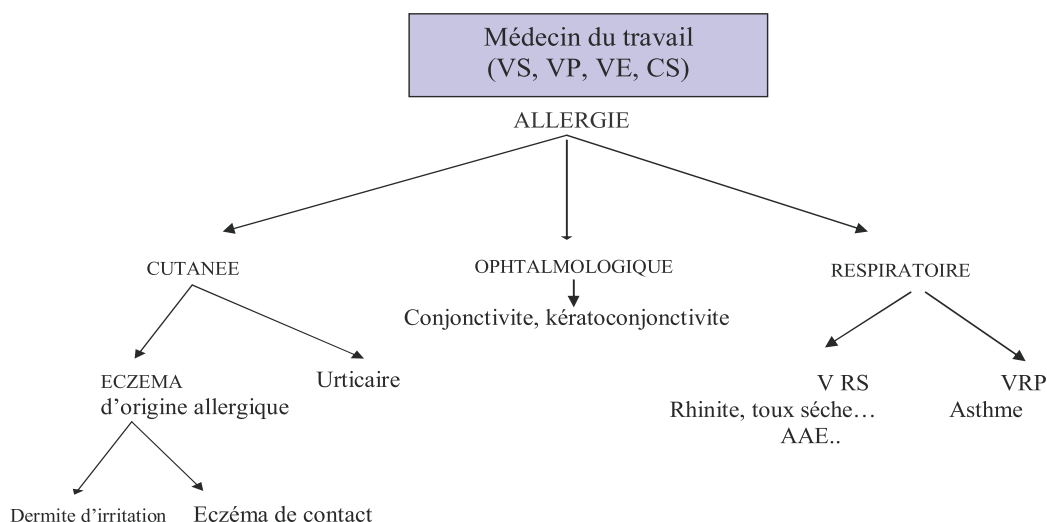 Médecin du travail
(VS, VP, VE, CS)
ALLERGIE
CUTANEE
OPHTALMOLOGIQUE
RESPIRATOIRE
Conjonctivite, kératoconjonctivite
ECZEMA
d'origine allergique
Urticaire
V RS
Rhinite, toux séche…
AAE..
VRP
Asthme
Dermite d'irritation
Eczéma de contact